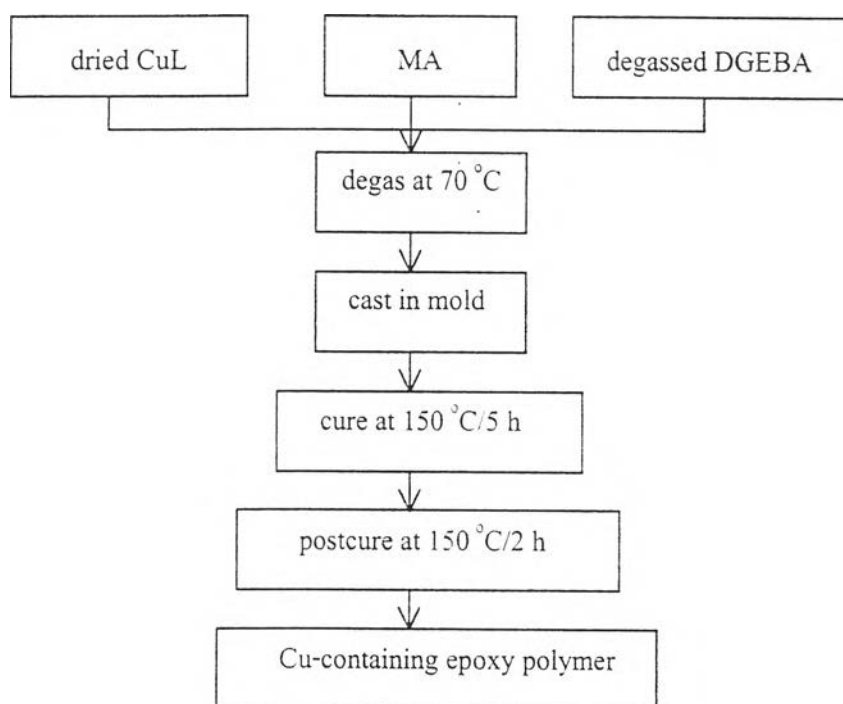 dried CuL
MA
degassed DGEBA
degas at 70 °C
cast in mold
cure at 150 °C/5 h
postcure at 150 °C/2 h
Cu-containing epoxy polymer